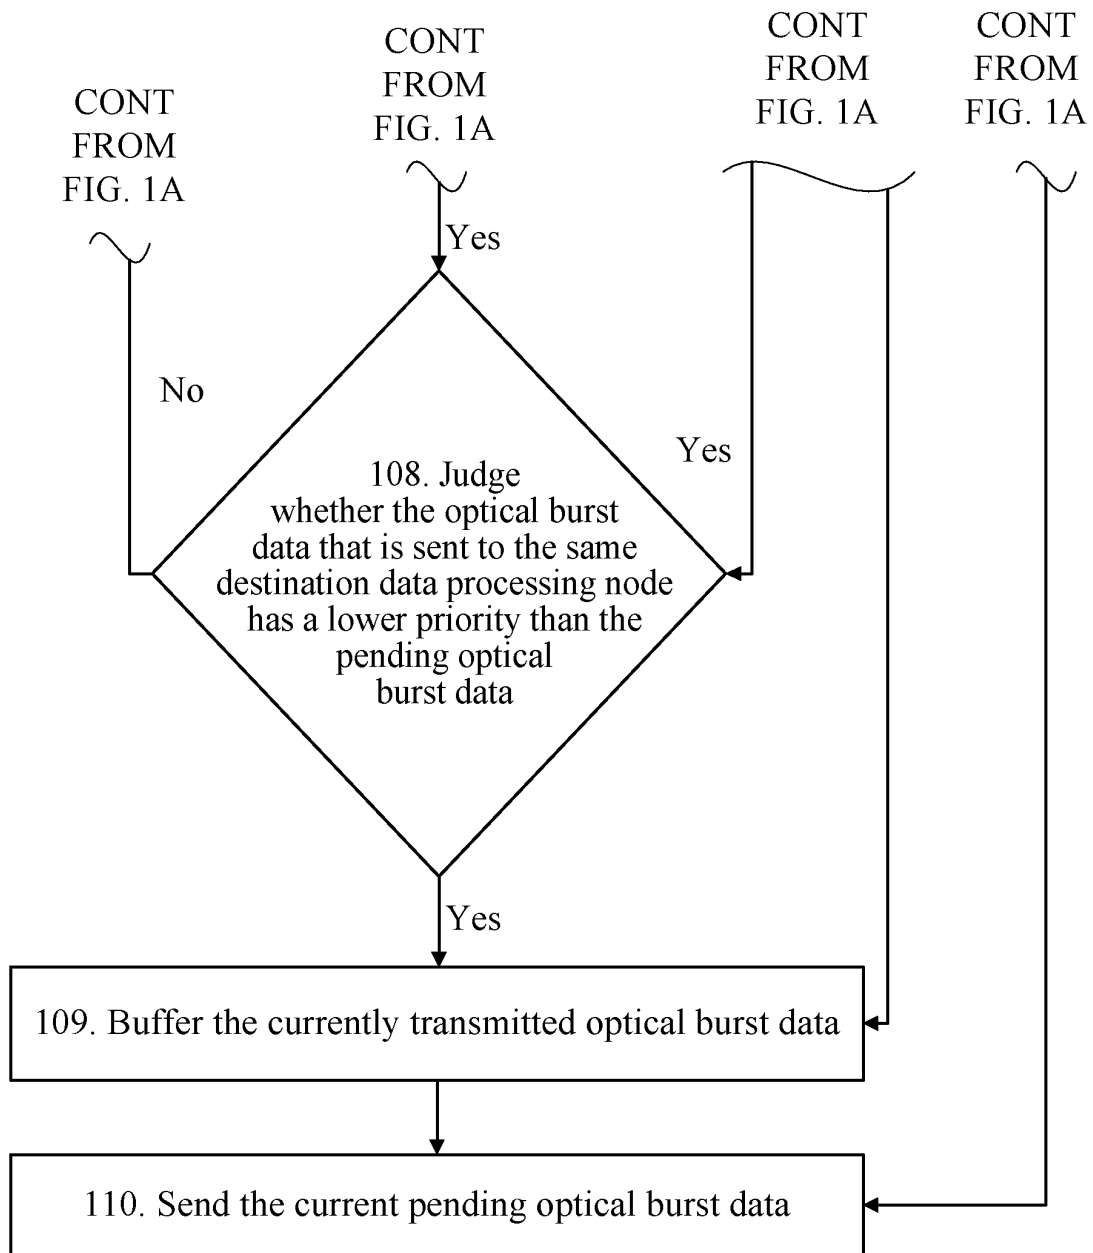 CONT
FROM
FIG. 1A
CONT
FROM
FIG. 1A
CONT
FROM
FIG. 1A
CONT
FROM
FIG. 1A
Yes
No
Yes
108. Judge
whether the optical burst
data that is sent to the same
destination data processing node
has a lower priority than the
pending optical
burst data
Yes
109. Buffer the currently transmitted optical burst data
110. Send the current pending optical burst data